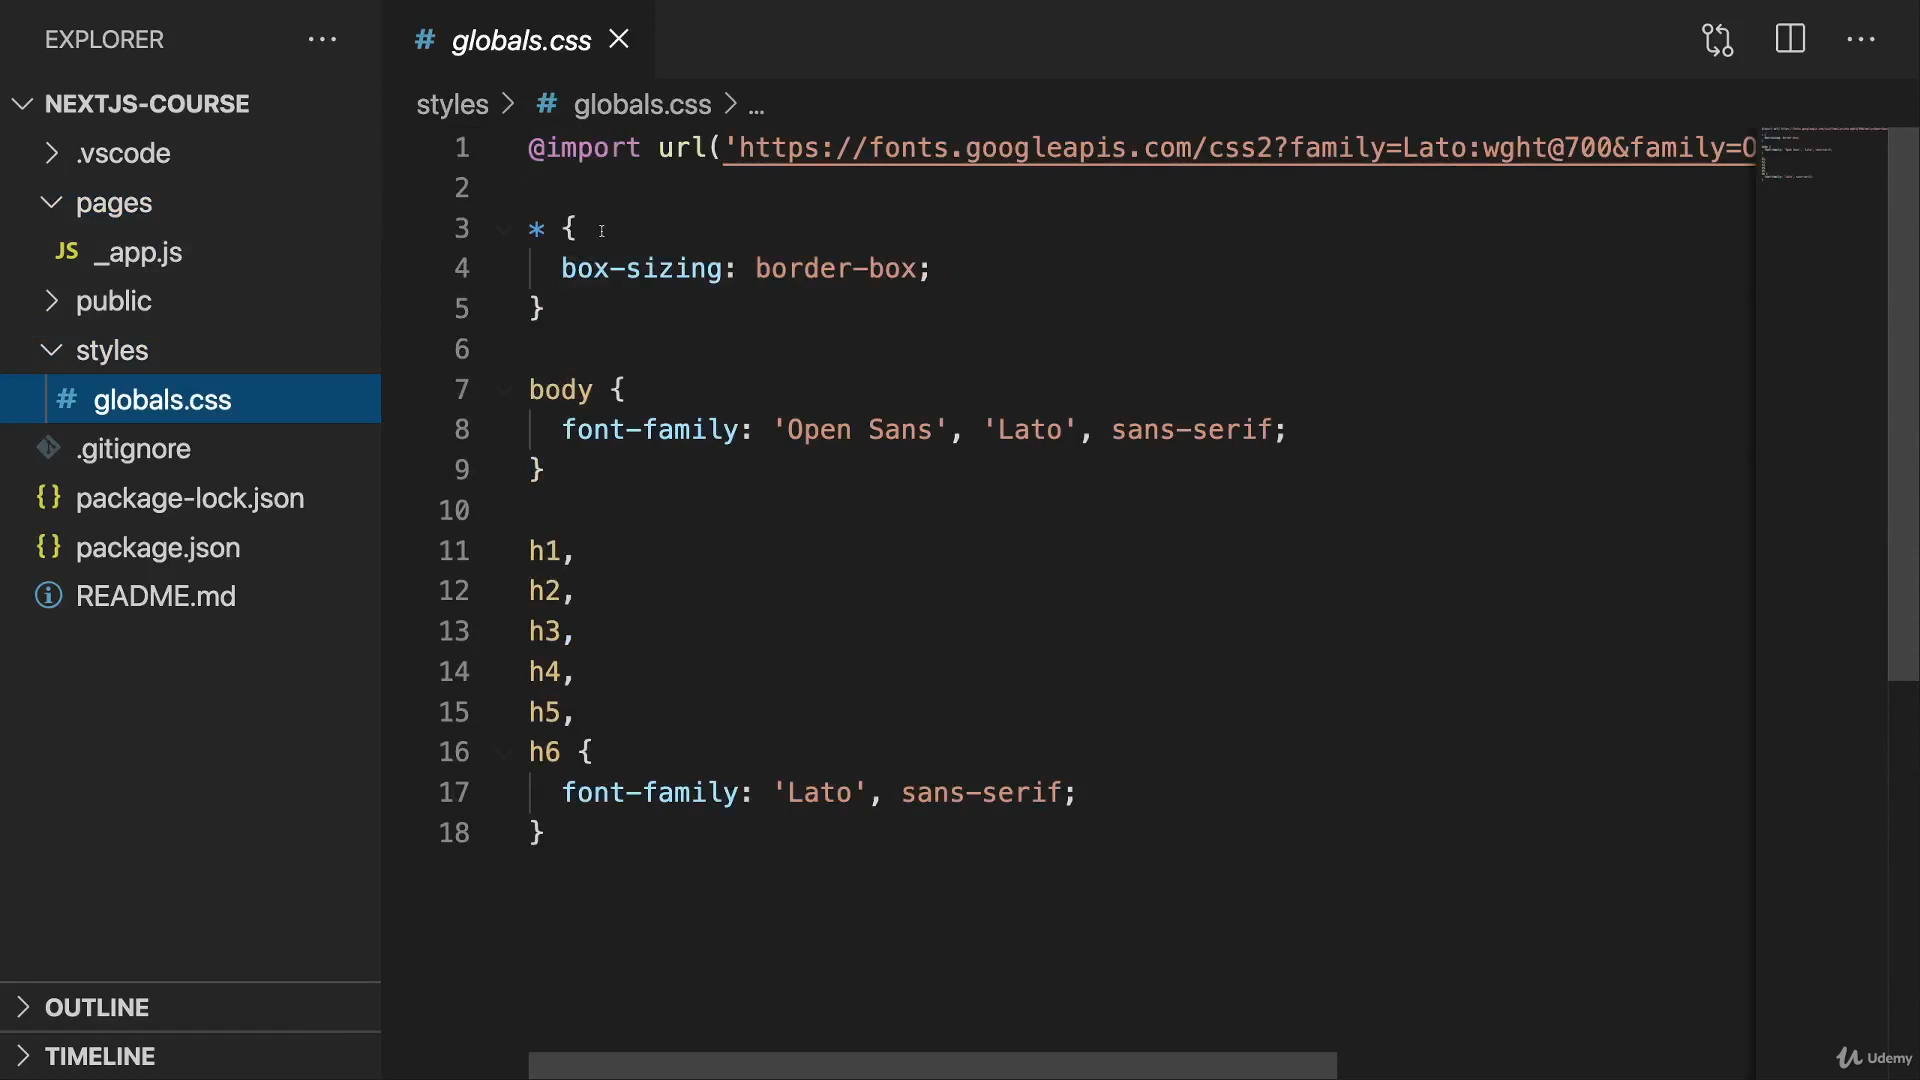 EXPLORER
NEXTJS-COURSE
.vscode
pages
JS _app.js
public
styles
# globals.css
.gitignore
{} package-lock.json
{} package.json
README.md
OUTLINE
TIMELINE
# globals.css
styles > # globals.css > ...
1 @import url('https://fonts.googleapis.com/css2?family=Lato:wght@700&family=O
2
3 * {
4 box-sizing: border-box;
5 }
6
7 body {
8 font-family: 'Open Sans', 'Lato', sans-serif;
9 }
10
11 h1,
12 h2,
13 h3,
14 h4,
15 h5,
16 h6 {
17 font-family: 'Lato', sans-serif;
18 }
Udemy